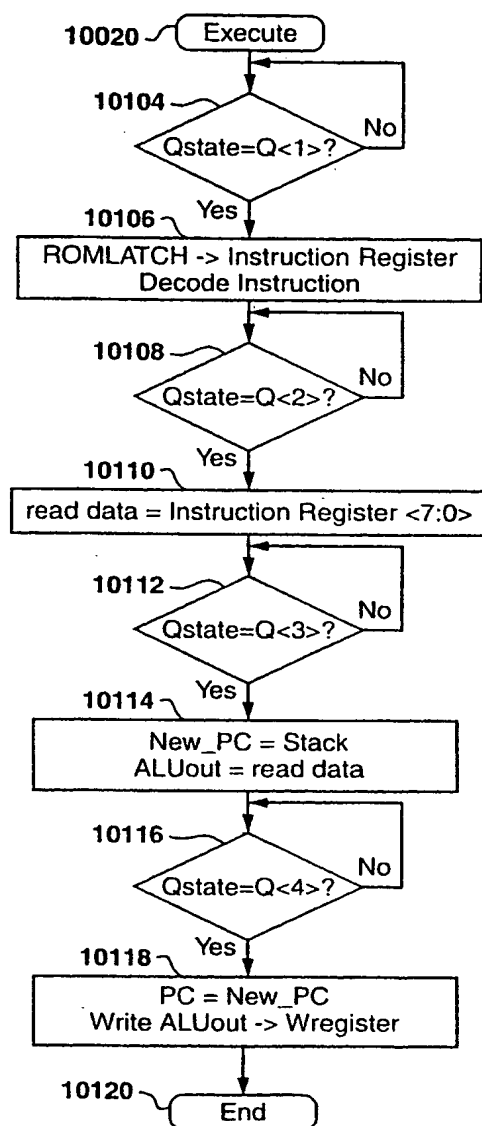 10020
Execute
10104
Qstate=Q<1>?
No
Yes
10106
ROMLATCH -> Instruction Register
Decode Instruction
10108
Qstate=Q<2>?
No
Yes
10110
read data = Instruction Register <7:0>
10112
Qstate=Q<3>?
No
Yes
10114
New_PC = Stack
ALUout = read data
10116
Qstate=Q<4>?
No
Yes
10118
PC = New_PC
Write ALUout -> Wregister
10120
End